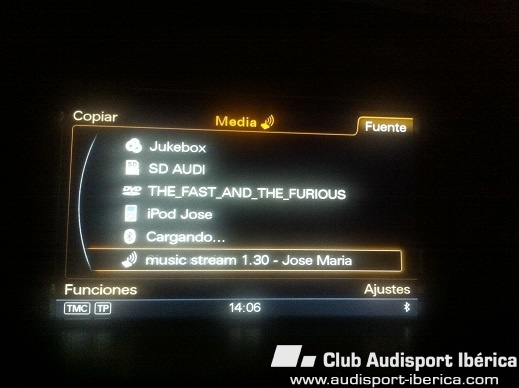 Copiar
Media
Fuente
Jukebox
SD AUDI
THE_FAST_AND_THE_FURIOUS
iPod Jose
Cargando...
music stream 1.30 - Jose Maria
Funciones
Ajustes
TMC TP
14:06
Club Audisport Ibérica
www.audisport-iberica.com